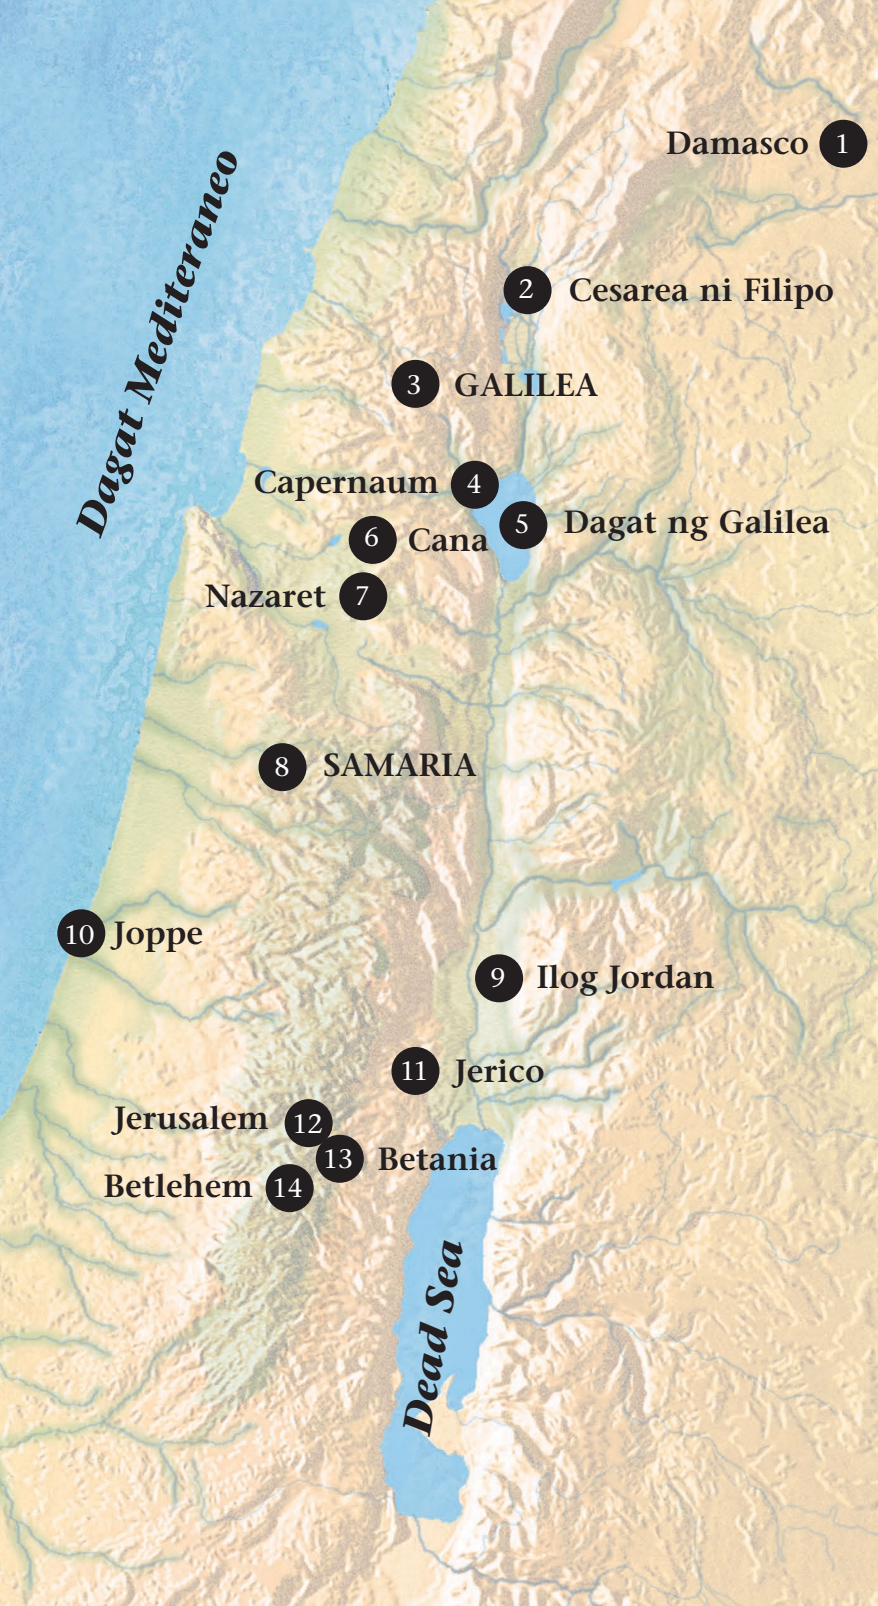 Damasco 1
Dagat Mediteraneo
2 Cesarea ni Filipo
3 GALILEA
Capernaum 4
5 Dagat ng Galilea
6 Cana
Nazaret 7
8 SAMARIA
10 Joppe
9 Ilog Jordan
11 Jerico
Jerusalem 12
13 Betania
Betlehem 14
Dead Sea